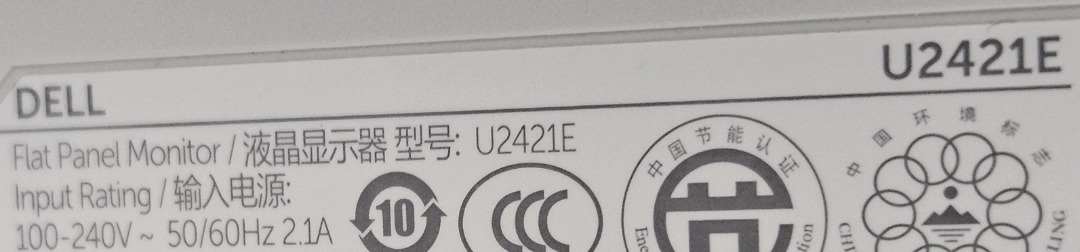 DELL
U2421E
Flat Panel Monitor / 液晶显示器 型号: U2421E
Input Rating / 输入电源:
100-240V ~ 50/60Hz 2.1A
10
CCC
中国节能认证
中国环境标志